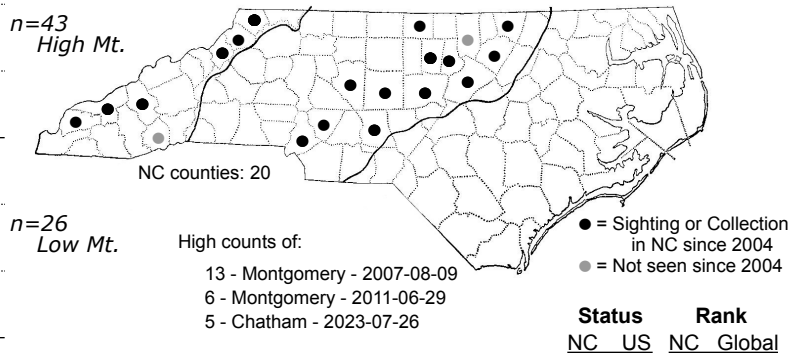 n=43
High Mt.
NC counties: 20
n=26
Low Mt.
High counts of:
13 - Montgomery - 2007-08-09
6 - Montgomery - 2011-06-29
5 - Chatham - 2023-07-26
= Sighting or Collection
in NC since 2004
= Not seen since 2004
Status Rank
NC US NC Global